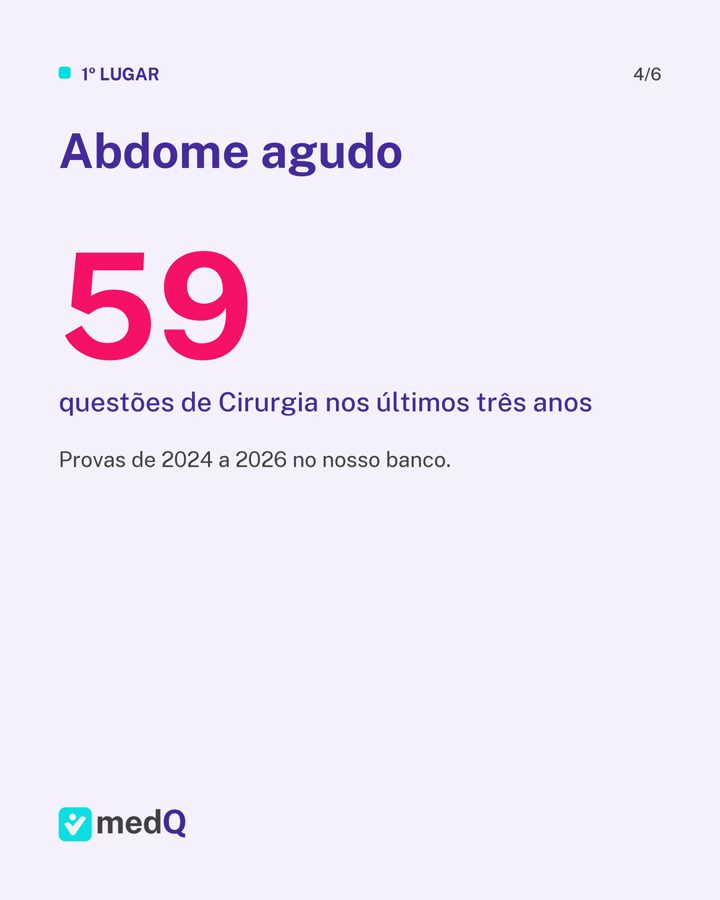 1º LUGAR
4/6
Abdome agudo
59
questões de Cirurgia nos últimos três anos
Provas de 2024 a 2026 no nosso banco.
medQ